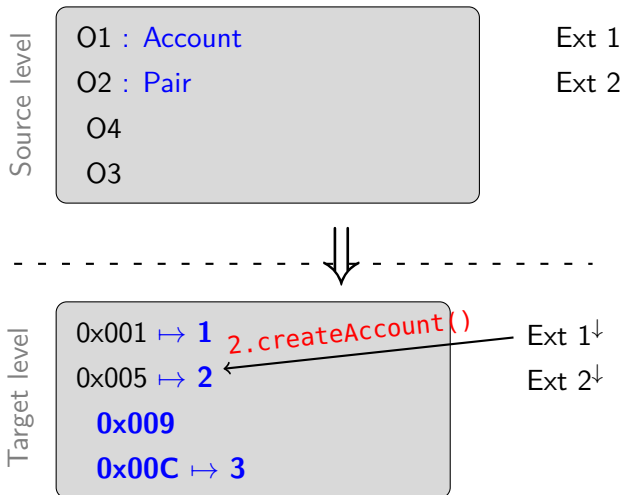 Source level
O1 : Account
Ext 1
O2 : Pair
Ext 2
O4
O3
Target level
0x001 ↦ 1
2.createAccount()
Ext 1↓
0x005 ↦ 2
Ext 2↓
0x009
0x00C ↦ 3